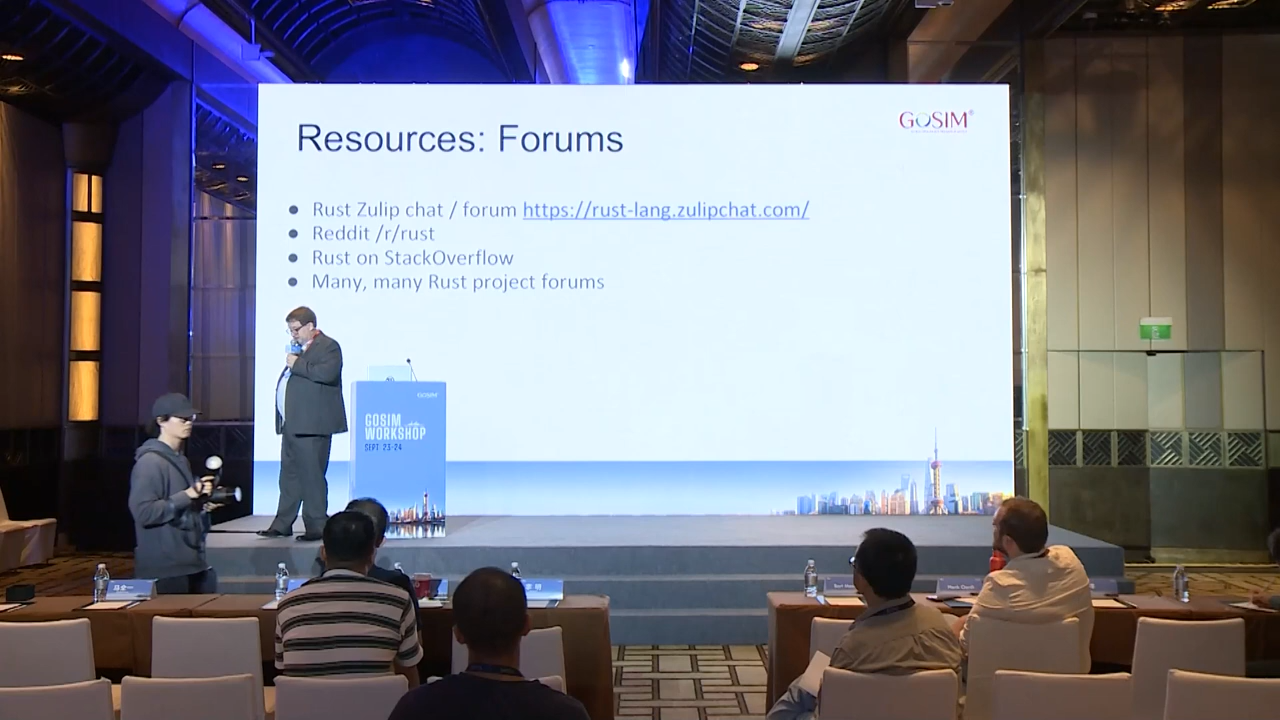 Resources: Forums
GOSIM
● Rust Zulip chat / forum https://rust-lang.zulipchat.com/
● Reddit /r/rust
● Rust on StackOverflow
● Many, many Rust project forums
GOSIM
GOSIM
WORKSHOP
SEPT 23-24